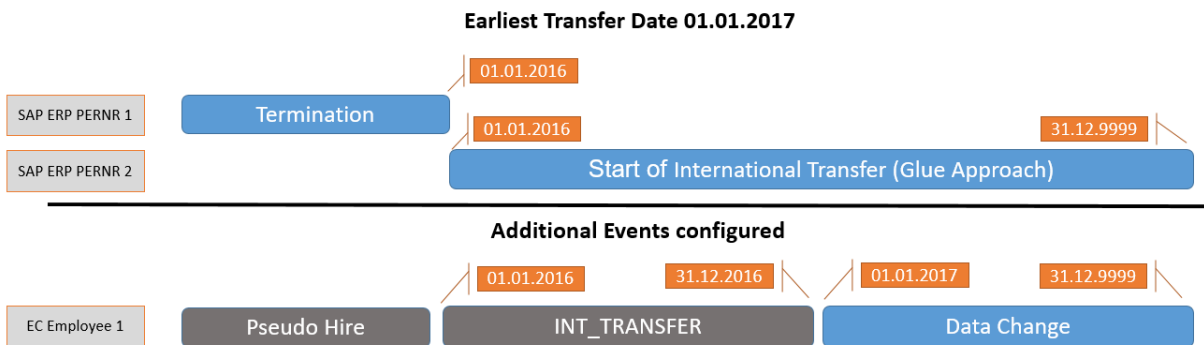 Earliest Transfer Date 01.01.2017
01.01.2016
SAP ERP PERNR 1
Termination
01.01.2016
31.12.9999
SAP ERP PERNR 2
Start of International Transfer (Glue Approach)
Additional Events configured
01.01.2016
31.12.2016
01.01.2017
31.12.9999
EC Employee 1
Pseudo Hire
INT_TRANSFER
Data Change